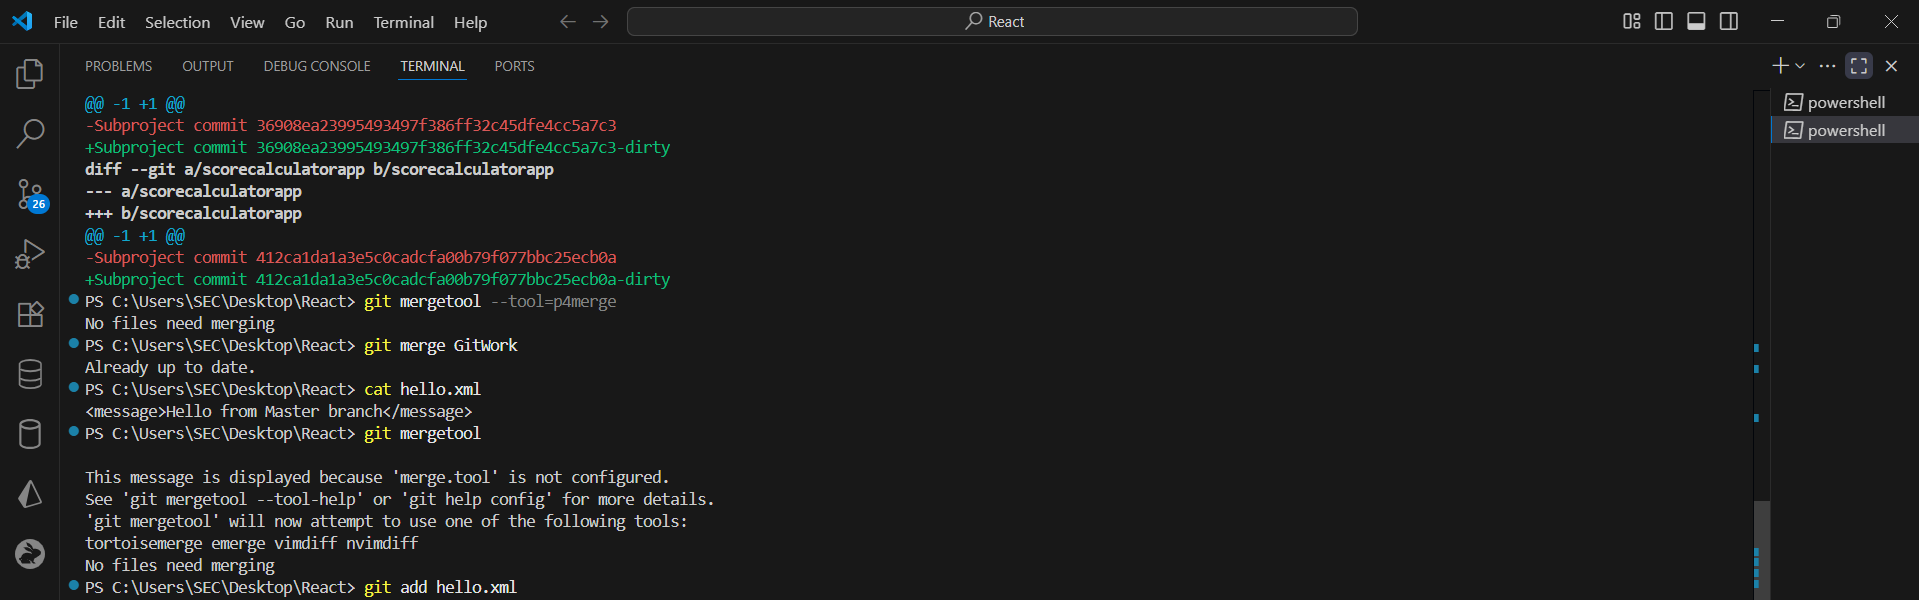 File Edit Selection View Go Run Terminal Help React
PROBLEMS OUTPUT DEBUG CONSOLE TERMINAL PORTS
@@ -1 +1 @@
-Subproject commit 36908ea23995493497f386ff32c45dfe4cc5a7c3
+Subproject commit 36908ea23995493497f386ff32c45dfe4cc5a7c3-dirty
diff --git a/scorecalculatorapp b/scorecalculatorapp
--- a/scorecalculatorapp
+++ b/scorecalculatorapp
@@ -1 +1 @@
-Subproject commit 412ca1da1a3e5c0cadcfa00b79f077bbc25ecb0a
+Subproject commit 412ca1da1a3e5c0cadcfa00b79f077bbc25ecb0a-dirty
PS C:\Users\SEC\Desktop\React> git mergetool --tool=p4merge
No files need merging
PS C:\Users\SEC\Desktop\React> git merge GitWork
Already up to date.
PS C:\Users\SEC\Desktop\React> cat hello.xml
<message>Hello from Master branch</message>
PS C:\Users\SEC\Desktop\React> git mergetool
This message is displayed because 'merge.tool' is not configured.
See 'git mergetool --tool-help' or 'git help config' for more details.
'git mergetool' will now attempt to use one of the following tools:
tortoisemerge emerge vimdiff nvimdiff
No files need merging
PS C:\Users\SEC\Desktop\React> git add hello.xml
powershell
powershell
26